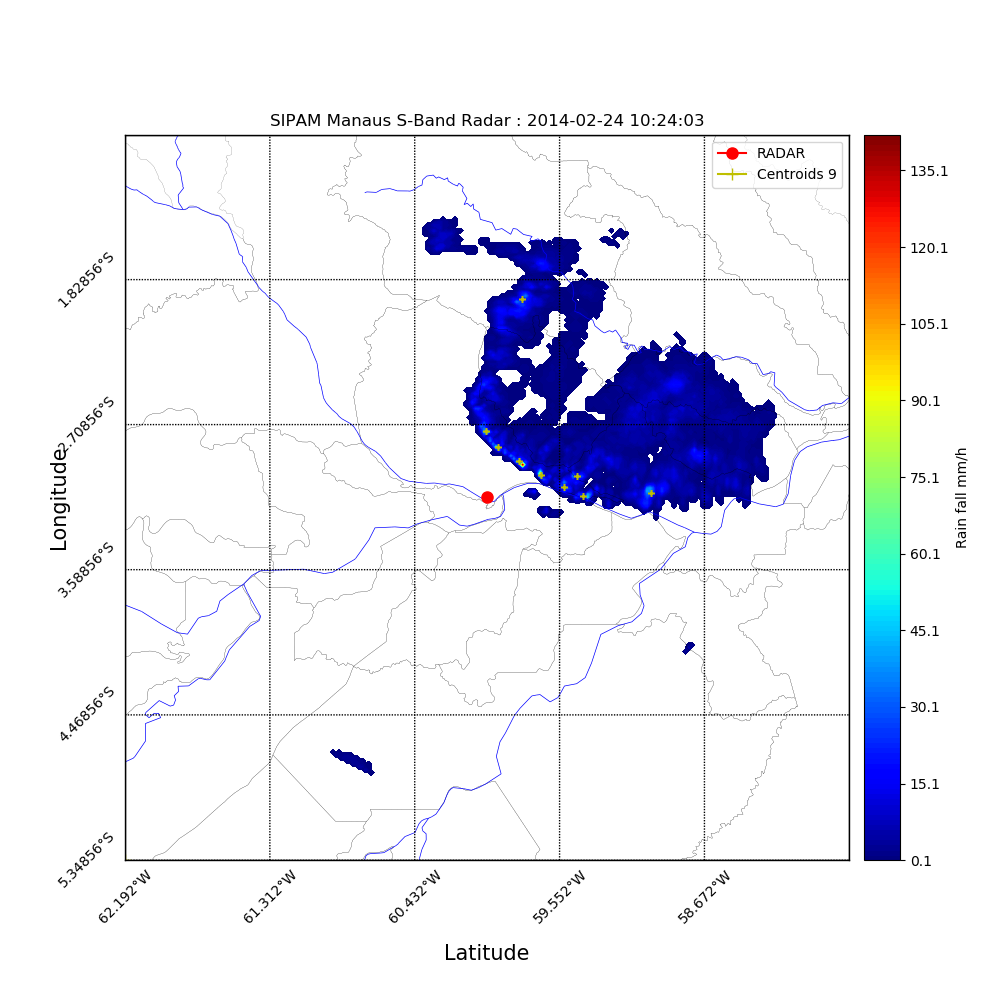 SIPAM Manaus S-Band Radar : 2014-02-24 10:24:03
RADAR
Centroids 9
1.82856°S
2.70856°S
3.58856°S
4.46856°S
5.34856°S
Longitude
62.192°W
61.312°W
60.432°W
59.552°W
58.672°W
Latitude
135.1
120.1
105.1
90.1
75.1
60.1
45.1
30.1
15.1
0.1
Rain fall mm/h